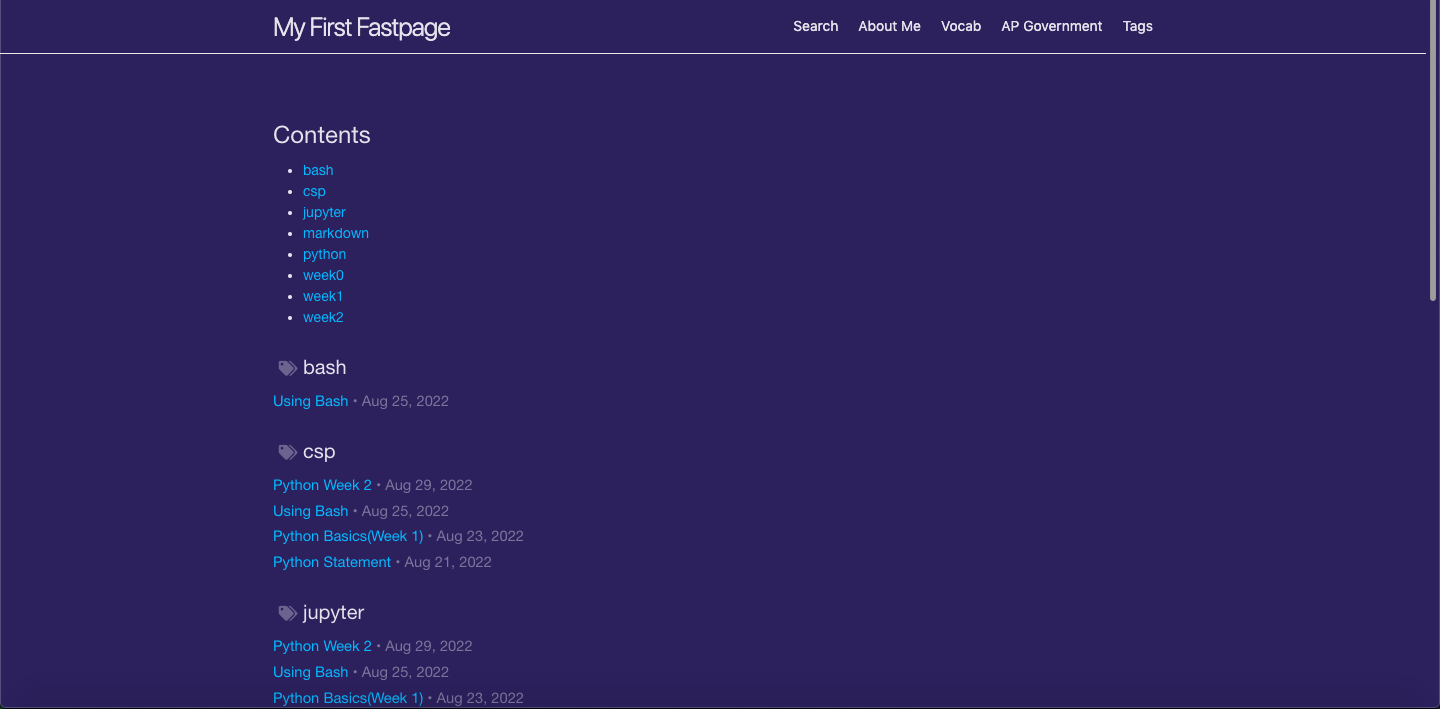 My First Fastpage
Search About Me Vocab AP Government Tags
Contents
bash
csp
jupyter
markdown
python
week0
week1
week2
bash
Using Bash • Aug 25, 2022
csp
Python Week 2 • Aug 29, 2022
Using Bash • Aug 25, 2022
Python Basics(Week 1) • Aug 23, 2022
Python Statement • Aug 21, 2022
jupyter
Python Week 2 • Aug 29, 2022
Using Bash • Aug 25, 2022
Python Basics(Week 1) • Aug 23, 2022